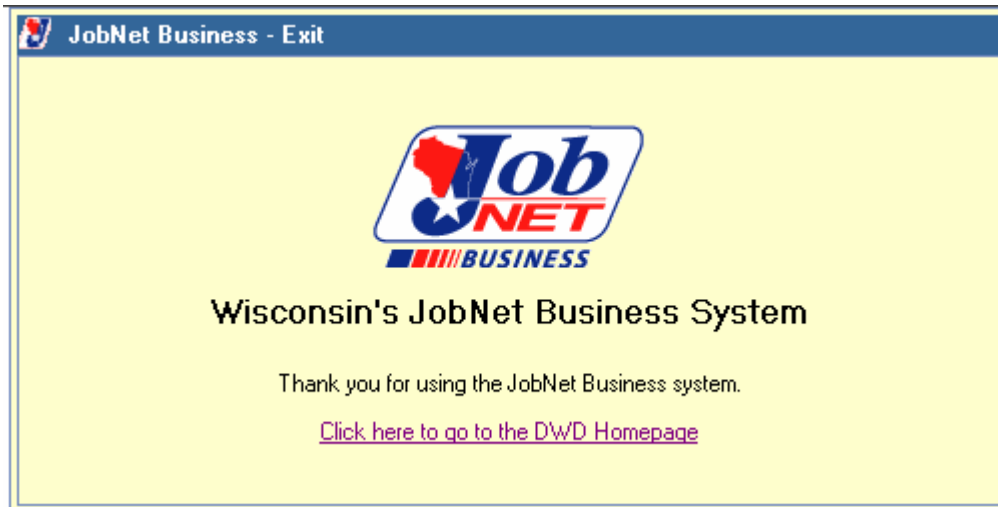 JobNet Business - Exit
Job
NET
BUSINESS
Wisconsin's JobNet Business System
Thank you for using the JobNet Business system.
Click here to go to the DWD Homepage